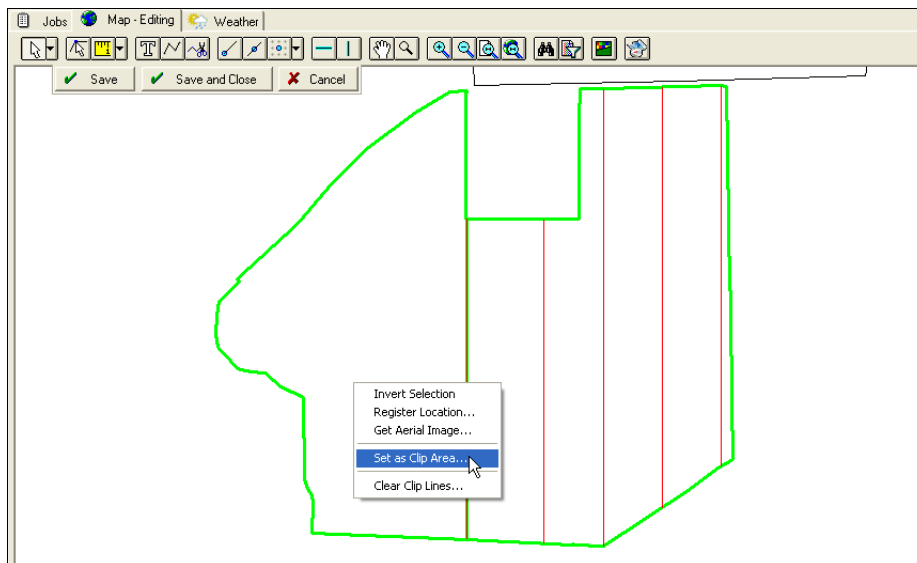 Jobs Map - Editing Weather
T
Save Save and Close Cancel
Invert Selection
Register Location...
Get Aerial Image...
Set as Clip Area...
Clear Clip Lines...